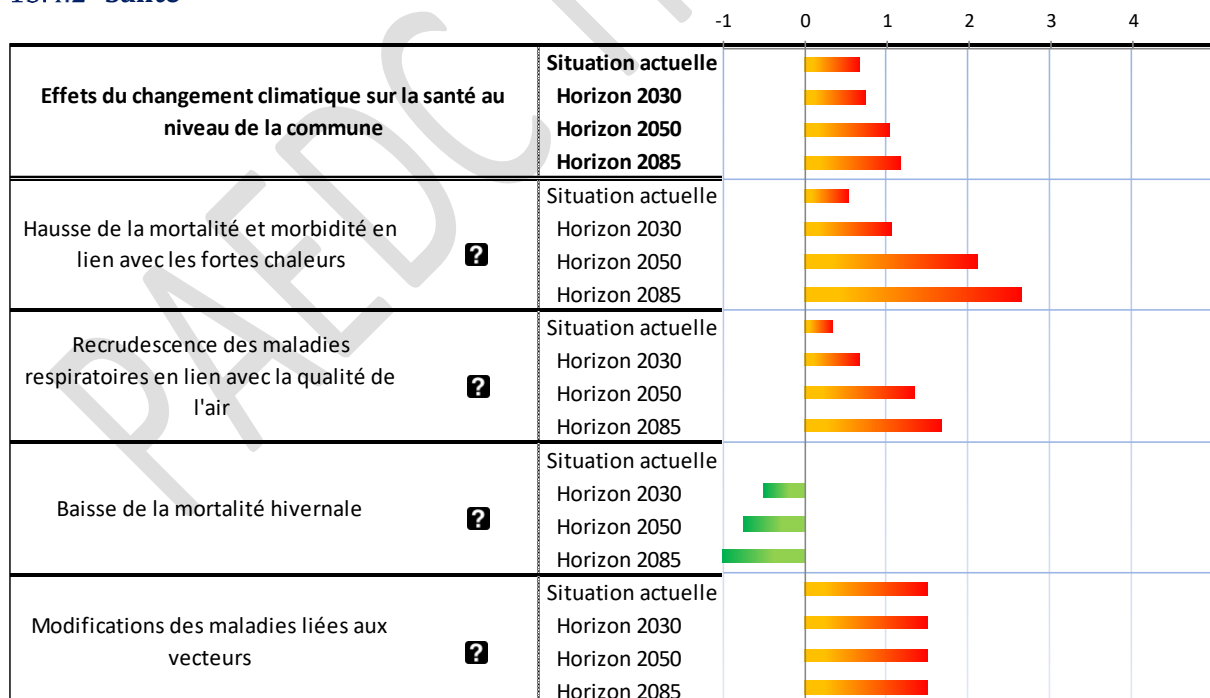 -1 0 1 2 3 4
Effets du changement climatique sur la santé au
niveau de la commune
Situation actuelle
Horizon 2030
Horizon 2050
Horizon 2085
Hausse de la mortalité et morbidité en
lien avec les fortes chaleurs
?
Situation actuelle
Horizon 2030
Horizon 2050
Horizon 2085
Recrudescence des maladies
respiratoires en lien avec la qualité de
l'air
?
Situation actuelle
Horizon 2030
Horizon 2050
Horizon 2085
Baisse de la mortalité hivernale
?
Situation actuelle
Horizon 2030
Horizon 2050
Horizon 2085
Modifications des maladies liées aux
vecteurs
?
Situation actuelle
Horizon 2030
Horizon 2050
Horizon 2085
PAEDC